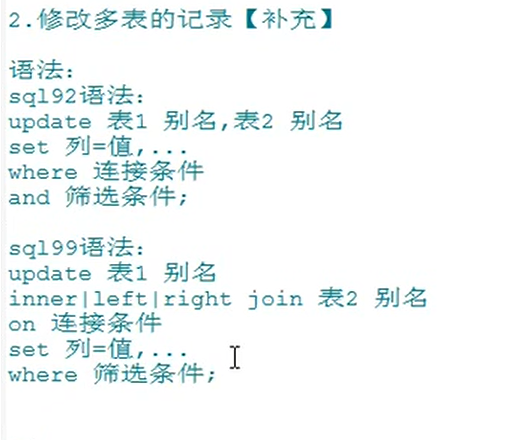 2.修改多表的记录【补充】
语法：
sql92语法：
update 表1 别名,表2 别名
set 列=值,...
where 连接条件
and 筛选条件;
sql99语法：
update 表1 别名
inner|left|right join 表2 别名
on 连接条件
set 列=值,...
where 筛选条件;